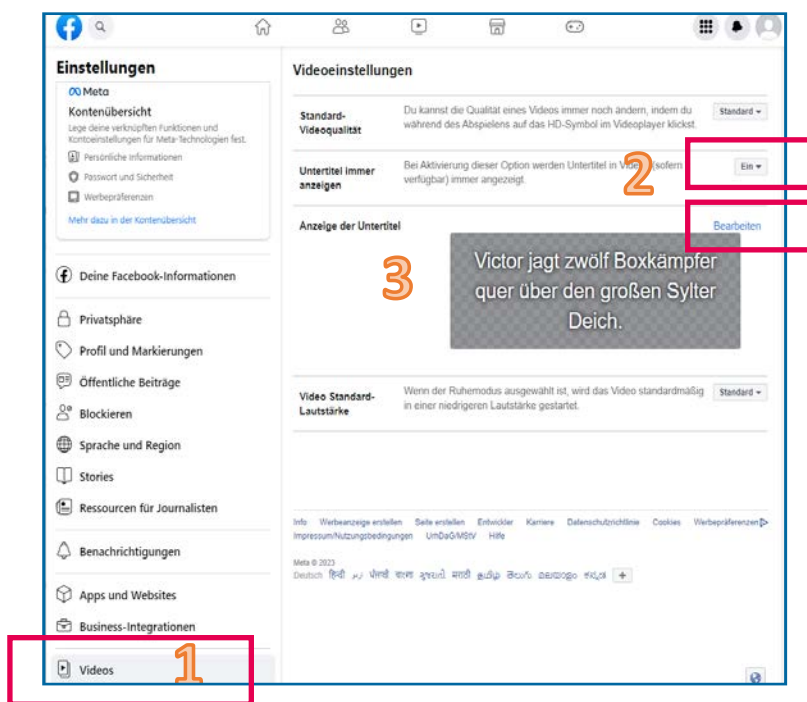 Einstellungen
Meta
Kontenübersicht
Lege deine verknüpften Funktionen und
Kontoeinstellungen für Meta-Technologien fest.
Persönliche Informationen
Passwort und Sicherheit
Werbepräferenzen
Mehr dazu in der Kontenübersicht
Deine Facebook-Informationen
Privatsphäre
Profil und Markierungen
Öffentliche Beiträge
Blockieren
Sprache und Region
Stories
Ressourcen für Journalisten
Benachrichtigungen
Apps und Websites
Business-Integrationen
Videos
1
Videoeinstellungen
Standard-
Videoqualität
Du kannst die Qualität eines Videos immer noch ändern, indem du
während des Abspielens auf das HD-Symbol im Videoplayer klickst.
Standard
Untertitel immer
anzeigen
Bei Aktivierung dieser Option werden Untertitel in (sofern
verfügbar) immer angezeigt.
2
Ein
Anzeige der Untertitel
Bearbeiten
3
Victor jagt zwölf Boxkämpfer
quer über den großen Sylter
Deich.
Video Standard-
Lautstärke
Wenn der Ruhemodus ausgewählt ist, wird das Video standardmäßig
in einer niedrigeren Lautstärke gestartet.
Standard
Info Werbeanzeige erstellen Seite erstellen Entwickler Karriere Datenschutzrichtlinie Cookies Werbepräferenzen
Impressum/Nutzungsbedingungen UrhDaG/MStV Hilfe
Meta © 2023
Deutsch हिन्दी اردو ਪੰਜਾਬੀ বাংলা ગુજરાતી मराठी தமிழ் తెలుగు മലയാളം ಕನ್ನಡ +